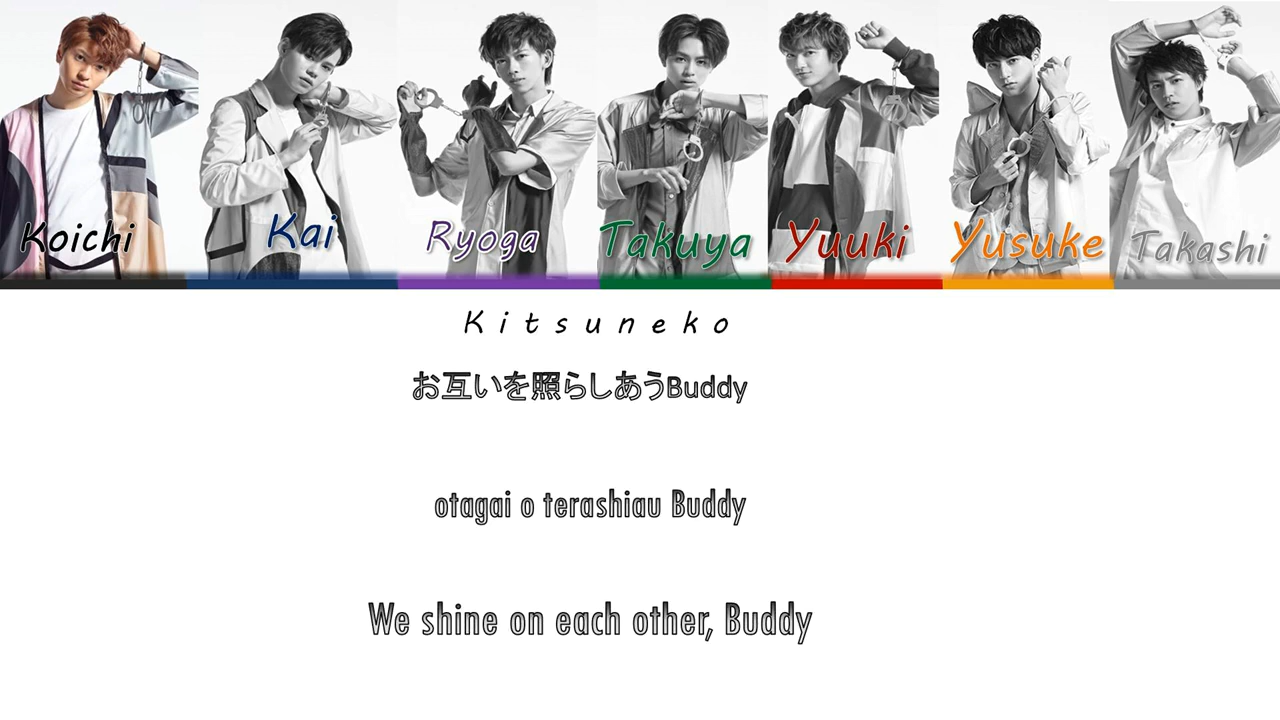 Koichi Kai Ryoga Takuya Yuuki Yusuke Takashi
Kitsuneko
お互いを照らしあうBuddy
otagai o terashiau Buddy
We shine on each other, Buddy